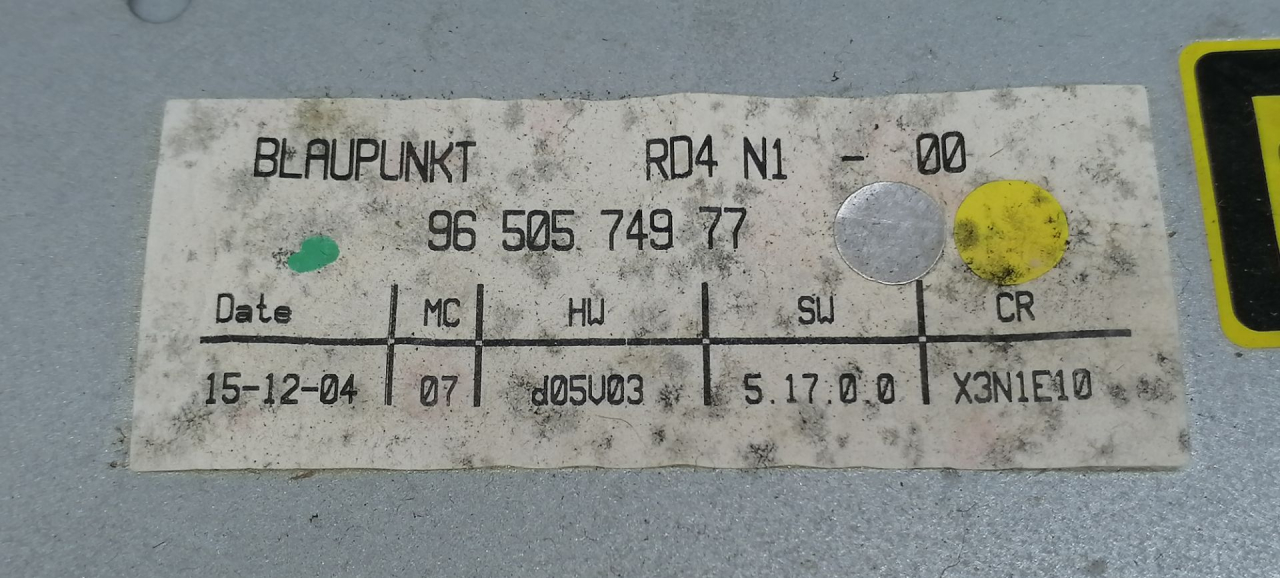 BLAUPUNKT RD4 N1 - 00
96 505 749 77
Date MC HW SW CR
15-12-04 07 d05V03 5.17.0.0 X3N1E10